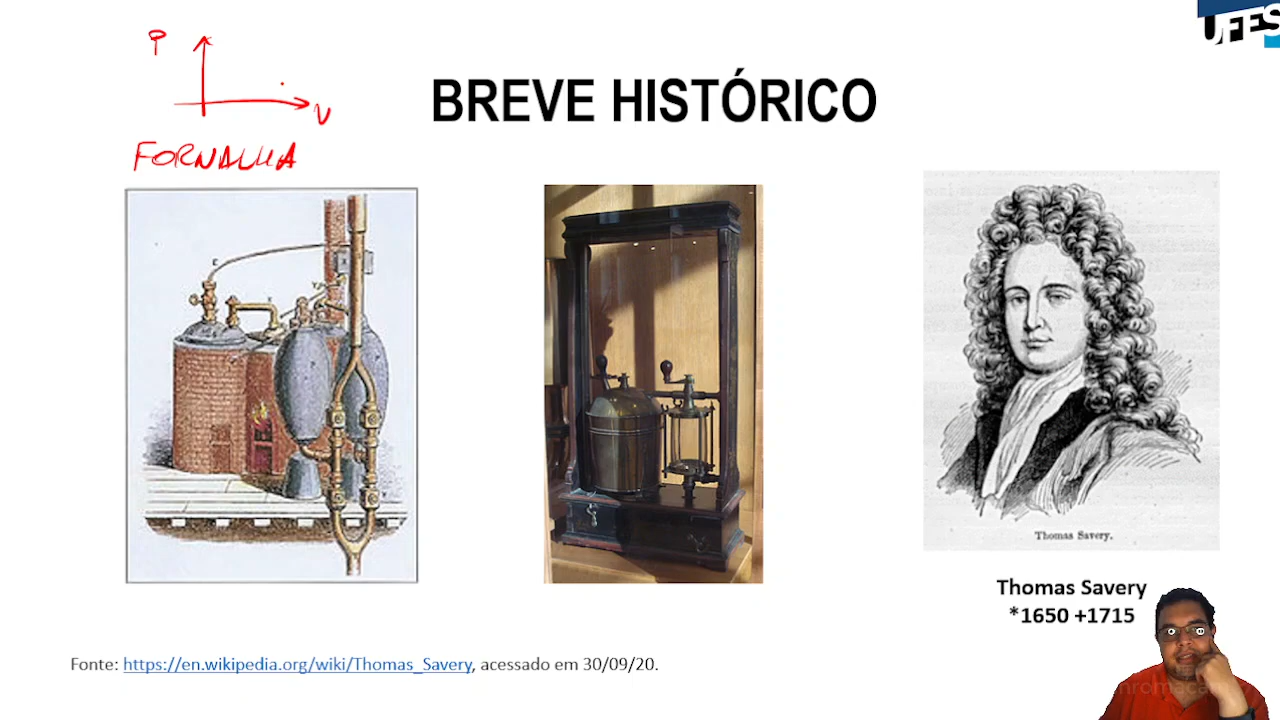 UFES
P
V
BREVE HISTÓRICO
FORNALHA
Thomas Savery.
Thomas Savery
*1650 +1715
Fonte: https://en.wikipedia.org/wiki/Thomas_Savery, acessado em 30/09/20.